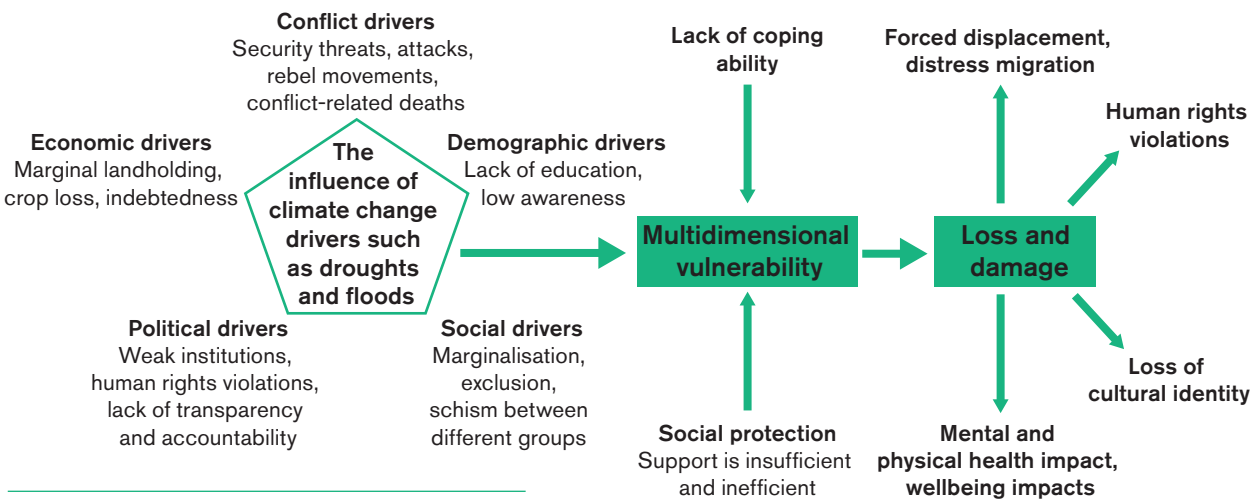 Conflict drivers
Security threats, attacks,
rebel movements,
conflict-related deaths
Economic drivers
Marginal landholding,
crop loss, indebtedness
The
influence of
climate change
drivers such
as droughts
and floods
Demographic drivers
Lack of education,
low awareness
Political drivers
Weak institutions,
human rights violations,
lack of transparency
and accountability
Social drivers
Marginalisation,
exclusion,
schism between
different groups
Lack of coping
ability
Multidimensional
vulnerability
Social protection
Support is insufficient
and inefficient
Forced displacement,
distress migration
Human rights
violations
Loss and
damage
Loss of
cultural identity
Mental and
physical health impact,
wellbeing impacts